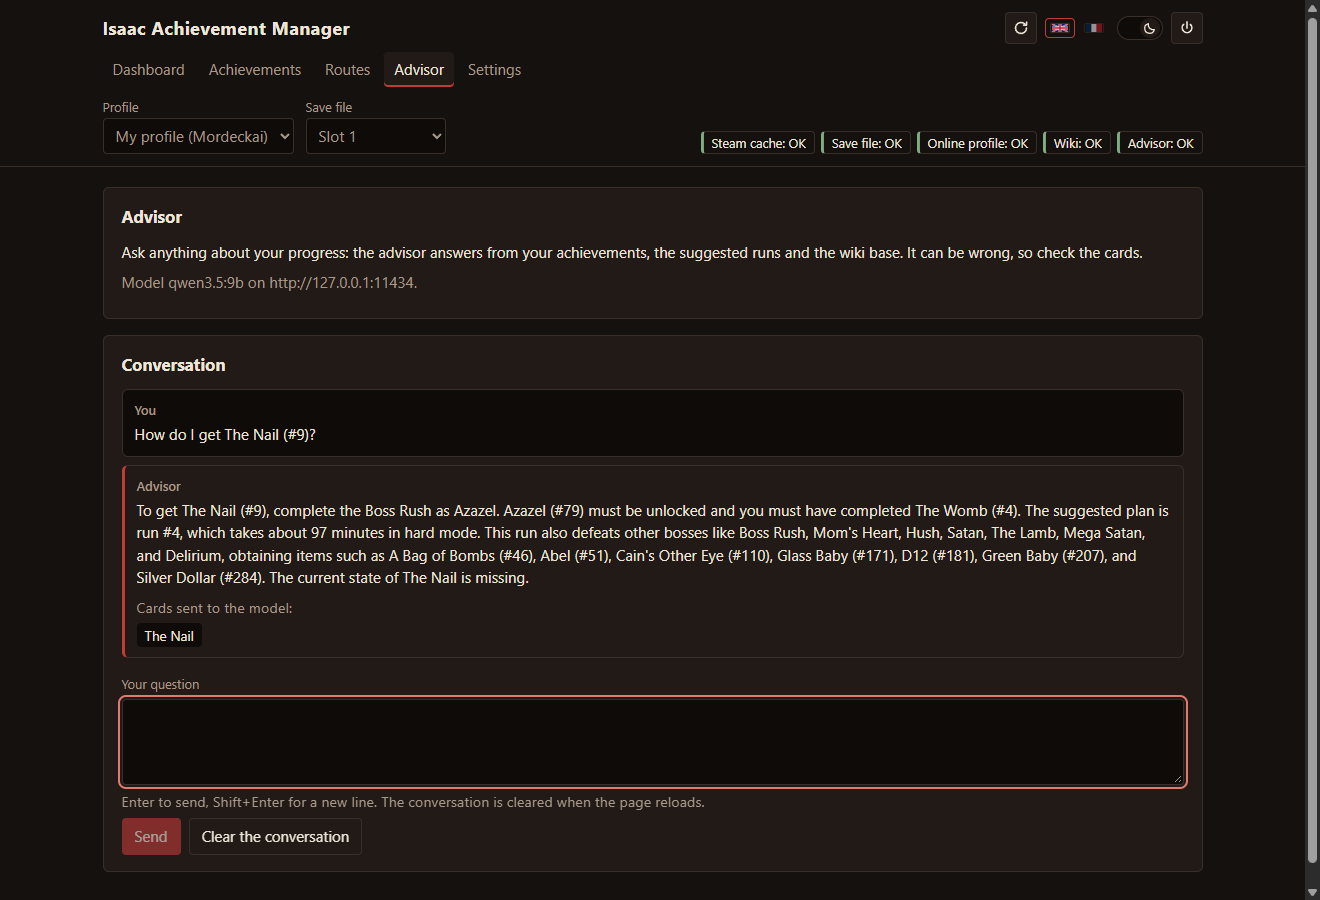 Isaac Achievement Manager
Dashboard Achievements Routes Advisor Settings
Profile Save file
My profile (Mordeckai) Slot 1
Steam cache: OK Save file: OK Online profile: OK Wiki: OK Advisor: OK
Advisor
Ask anything about your progress: the advisor answers from your achievements, the suggested runs and the wiki base. It can be wrong, so check the cards.
Model qwen3.5:9b on http://127.0.0.1:11434.
Conversation
You
How do I get The Nail (#9)?
Advisor
To get The Nail (#9), complete the Boss Rush as Azazel. Azazel (#79) must be unlocked and you must have completed The Womb (#4). The suggested plan is
run #4, which takes about 97 minutes in hard mode. This run also defeats other bosses like Boss Rush, Mom's Heart, Hush, Satan, The Lamb, Mega Satan,
and Delirium, obtaining items such as A Bag of Bombs (#46), Abel (#51), Cain's Other Eye (#110), Glass Baby (#171), D12 (#181), Green Baby (#207), and
Silver Dollar (#284). The current state of The Nail is missing.
Cards sent to the model:
The Nail
Your question
Enter to send, Shift+Enter for a new line. The conversation is cleared when the page reloads.
Send Clear the conversation